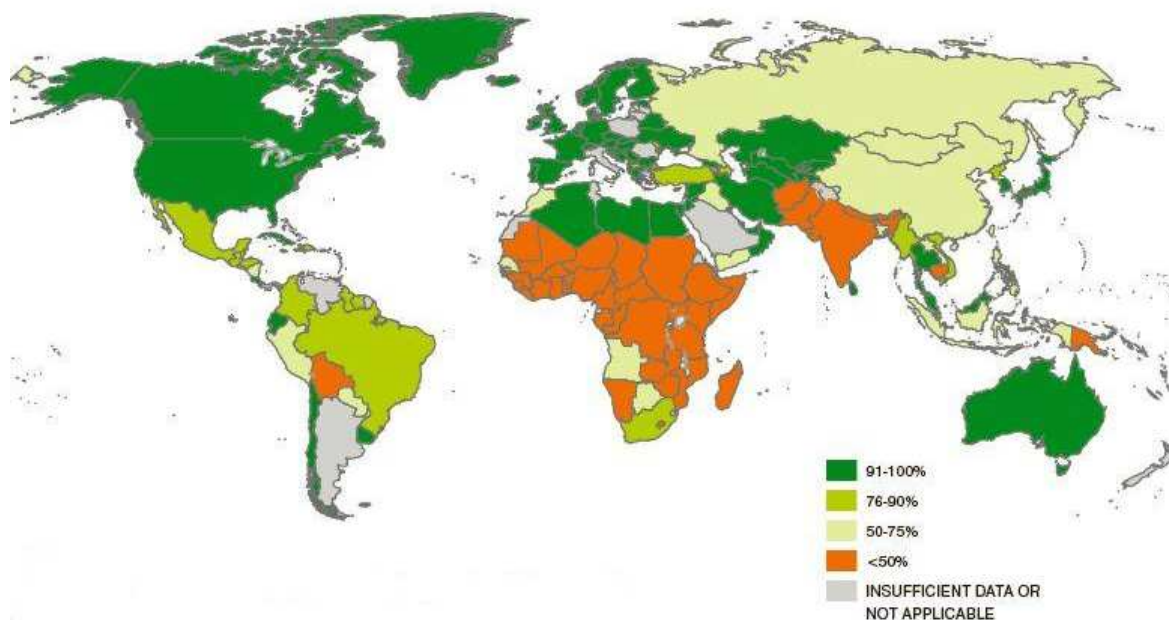 91-100%
76-90%
50-75%
<50%
INSUFFICIENT DATA OR
NOT APPLICABLE